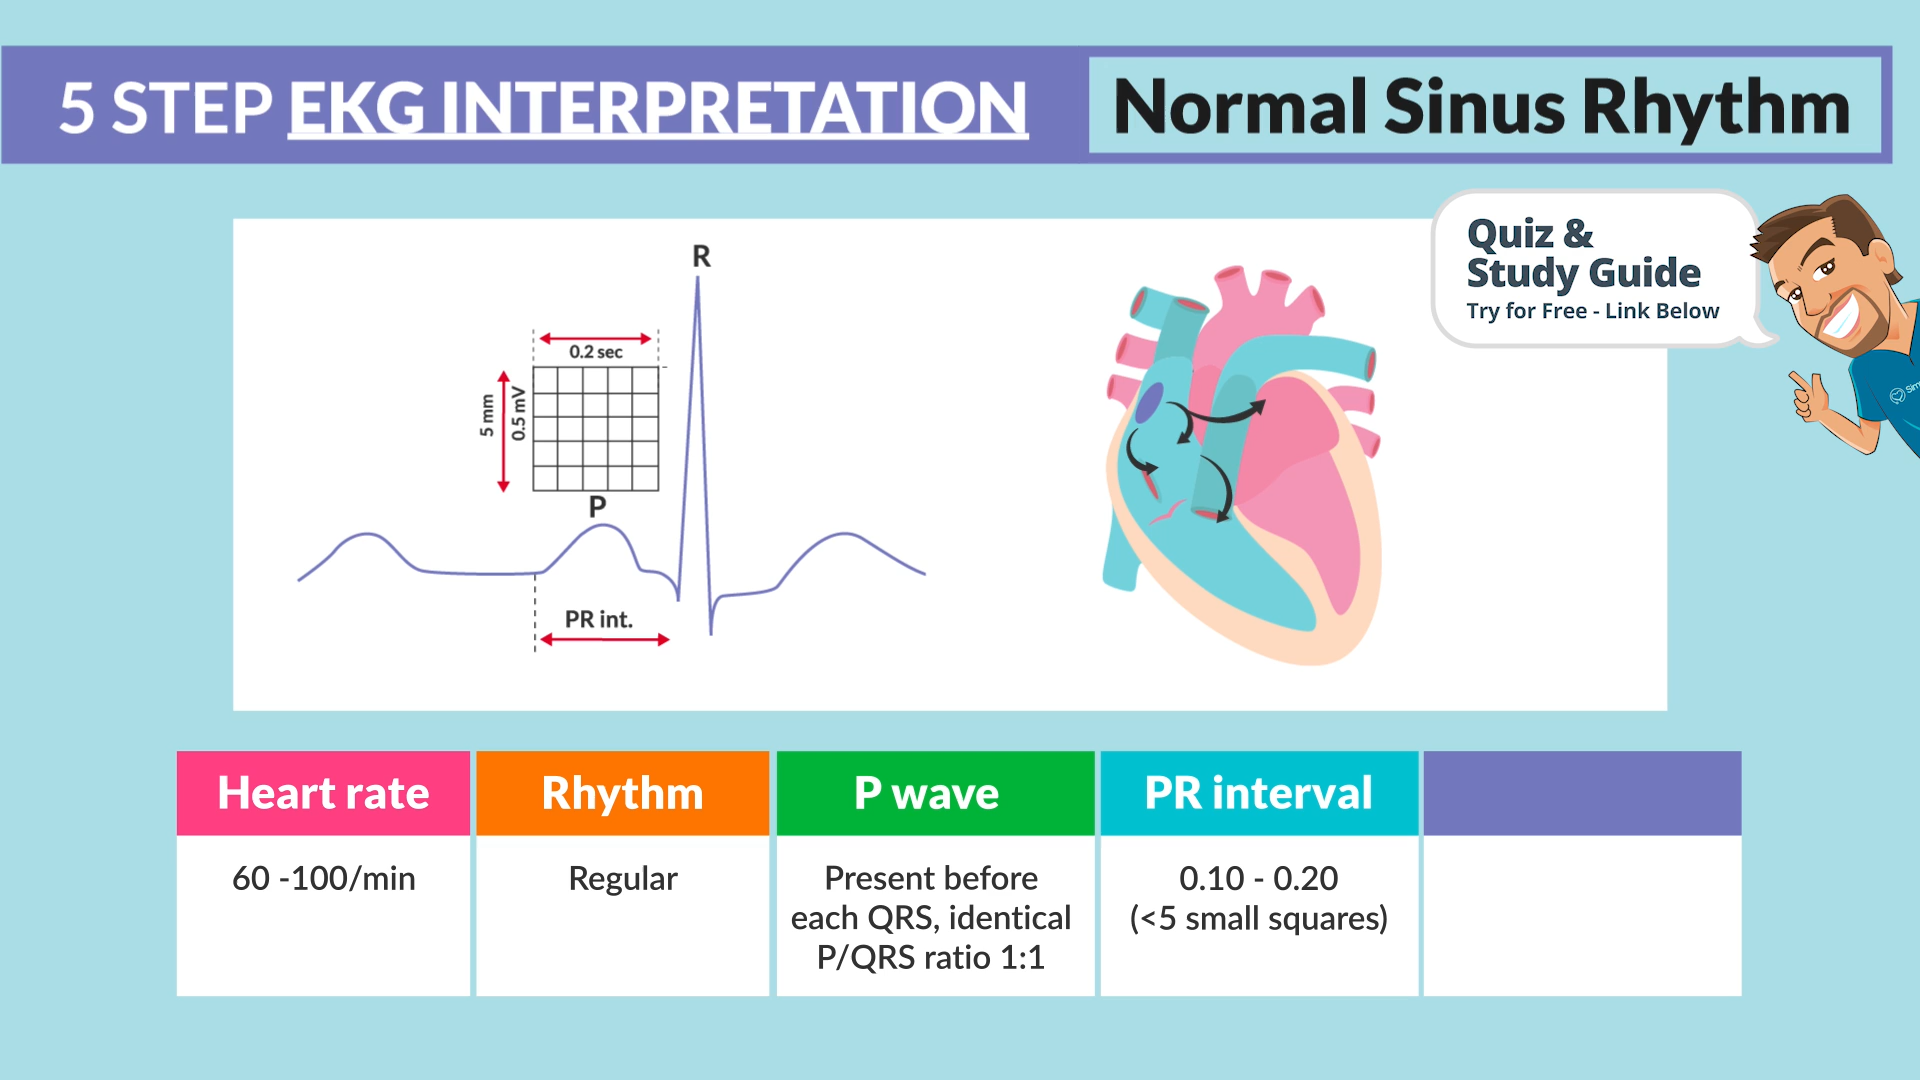 5 STEP EKG INTERPRETATION
Normal Sinus Rhythm
Quiz &
Study Guide
Try for Free - Link Below
R
0.2 sec
5 mm
0.5 mV
P
PR int.
Heart rate
60 -100/min
Rhythm
Regular
P wave
Present before
each QRS, identical
P/QRS ratio 1:1
PR interval
0.10 - 0.20
(<5 small squares)